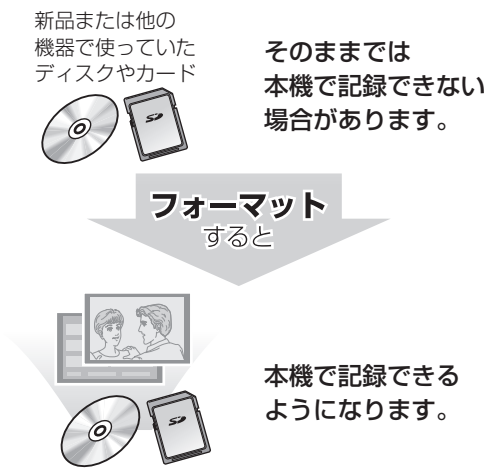 新品または他の
機器で使っていた
ディスクやカード
そのままでは
本機で記録できない
場合があります。
フォーマット
すると
本機で記録できる
ようになります。